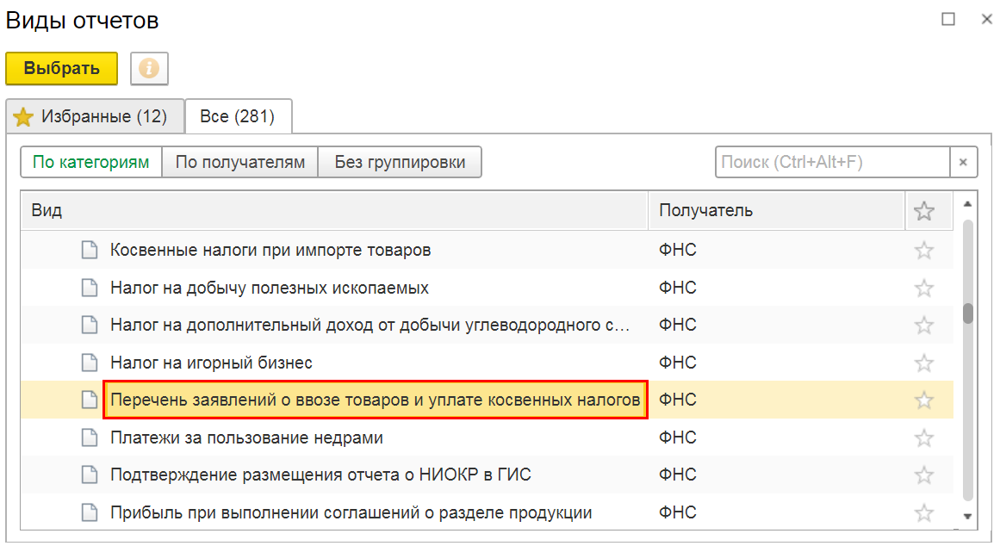 Виды отчетов
Выбрать
Избранные (12) Все (281)
По категориям По получателям Без группировки Поиск (Ctrl+Alt+F) ×
Вид Получатель
Косвенные налоги при импорте товаров ФНС
Налог на добычу полезных ископаемых ФНС
Налог на дополнительный доход от добычи углеводородного с... ФНС
Налог на игорный бизнес ФНС
Перечень заявлений о ввозе товаров и уплате косвенных налогов ФНС
Платежи за пользование недрами ФНС
Подтверждение размещения отчета о НИОКР в ГИС ФНС
Прибыль при выполнении соглашений о разделе продукции ФНС